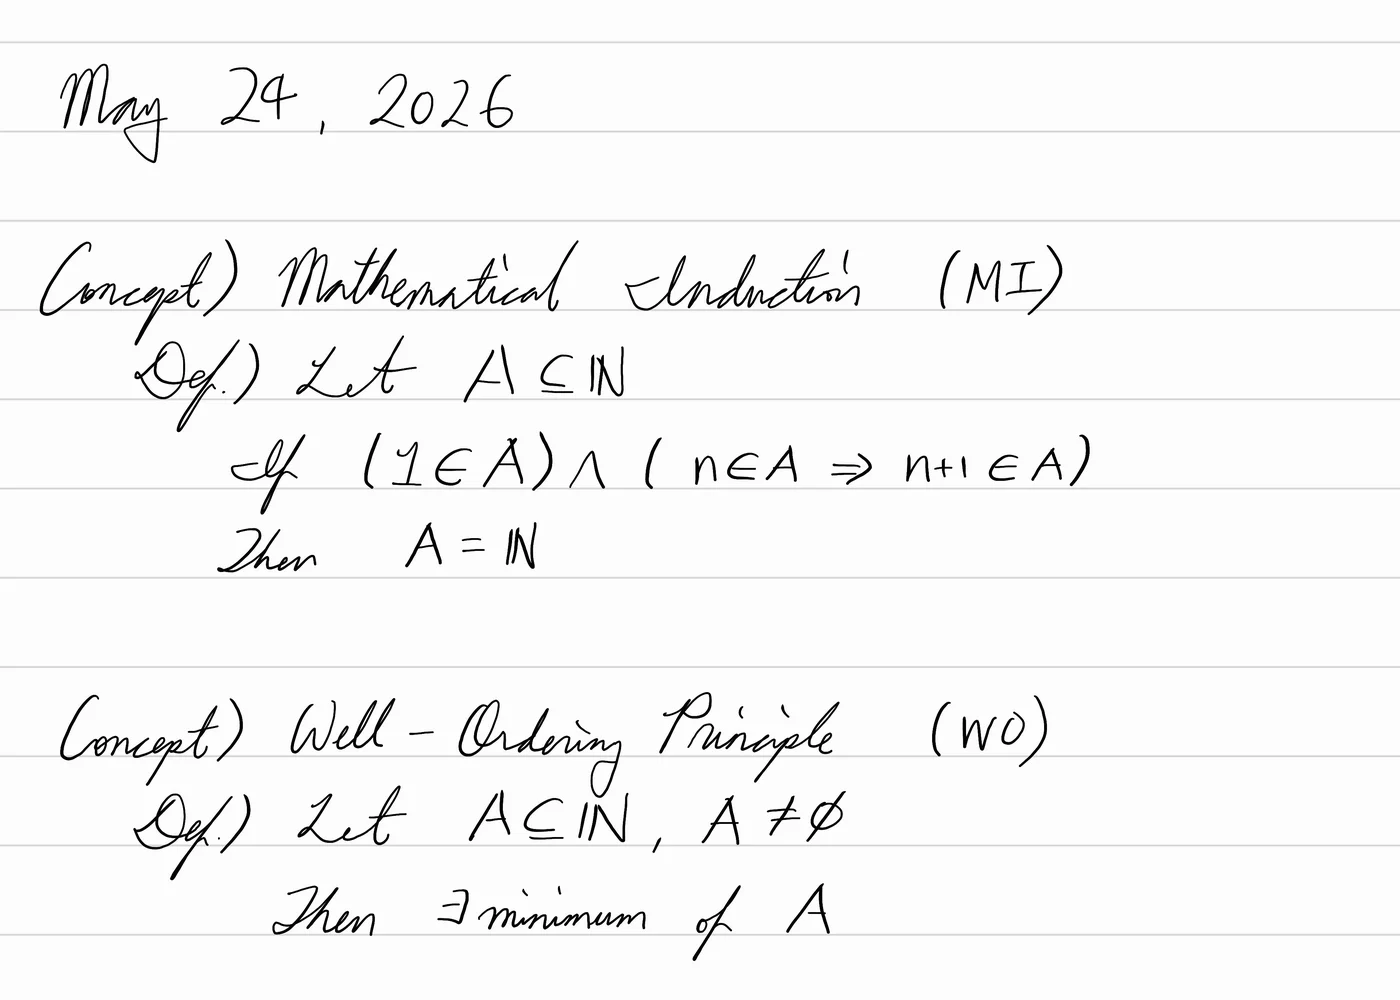 May 24, 2026
Concept) Mathematical Induction (MI)
Def.) Let A ⊆ ℕ
If (1 ∈ A) ∧ ( n ∈ A ⇒ n+1 ∈ A)
Then A = ℕ
Concept) Well-Ordering Principle (WO)
Def.) Let A ⊆ ℕ, A ≠ ∅
Then ∃ minimum of A